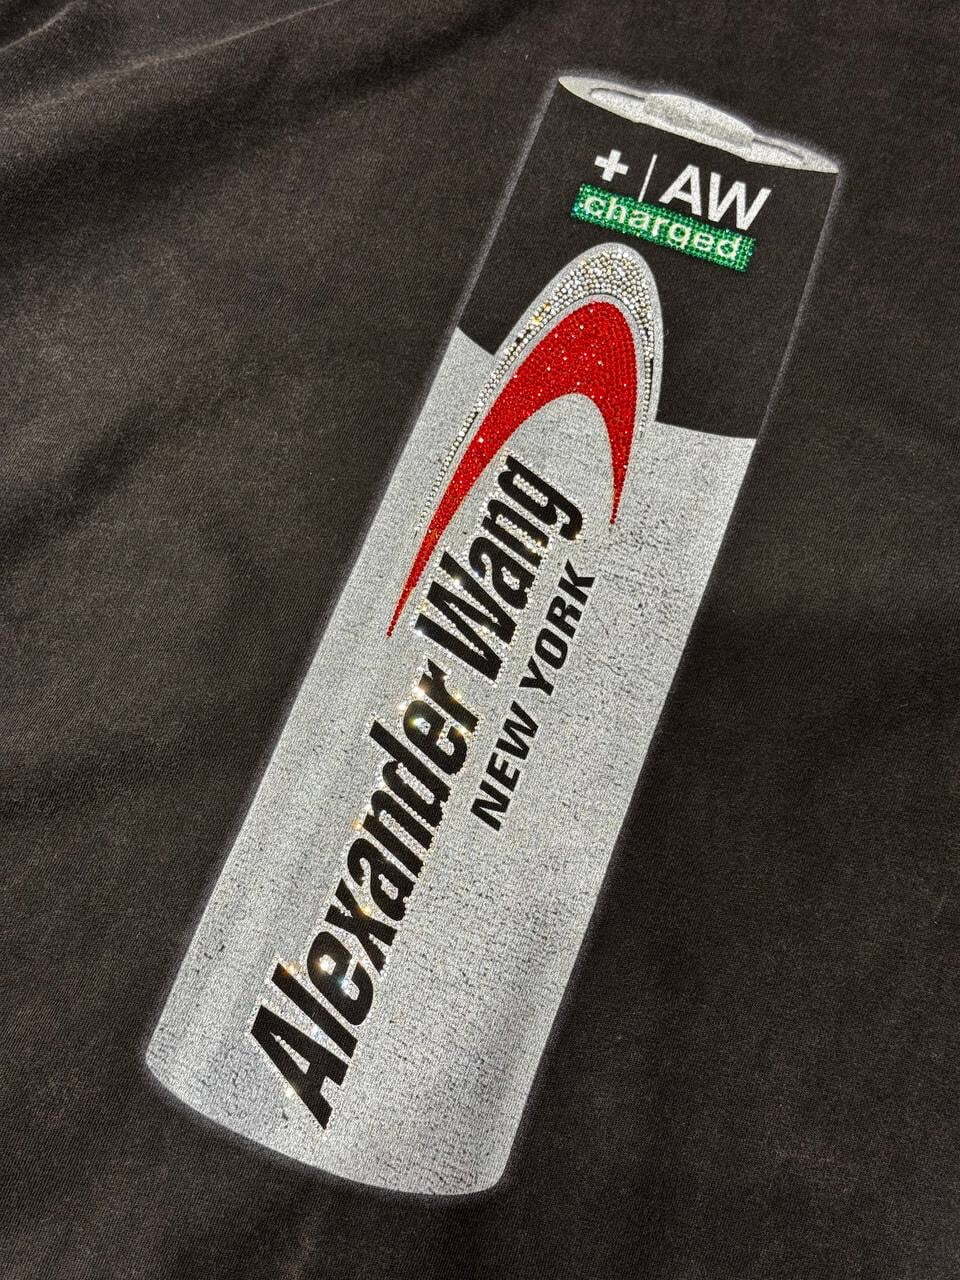 + | AW
charged
Alexander Wang
NEW YORK